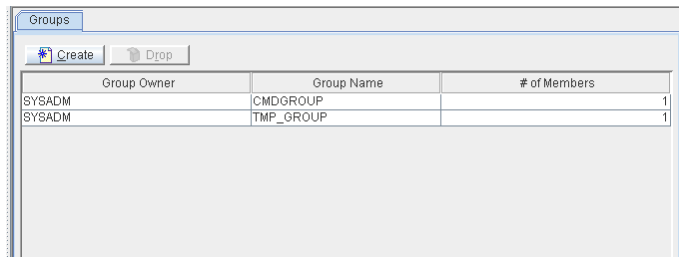 Groups
Create Drop
Group Owner Group Name # of Members
SYSADM CMDGROUP 1
SYSADM TMP_GROUP 1